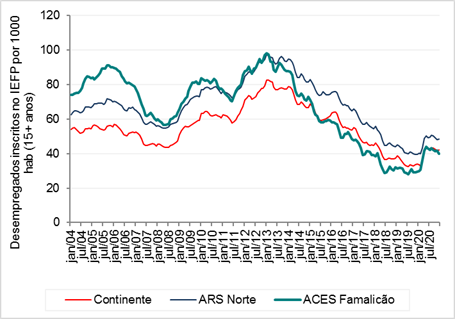 Desempregados inscritos no IEFP por 1000
hab (15+ anos)
120
100
80
60
40
20
0
jan/04
jul/04
jan/05
jul/05
jan/06
jul/06
jan/07
jul/07
jan/08
jul/08
jan/09
jul/09
jan/10
jul/10
jan/11
jul/11
jan/12
jul/12
jan/13
jul/13
jan/14
jul/14
jan/15
jul/15
jan/16
jul/16
jan/17
jul/17
jan/18
jul/18
jan/19
jul/19
jan/20
jul/20
Continente
ARS Norte
ACES Famalicão